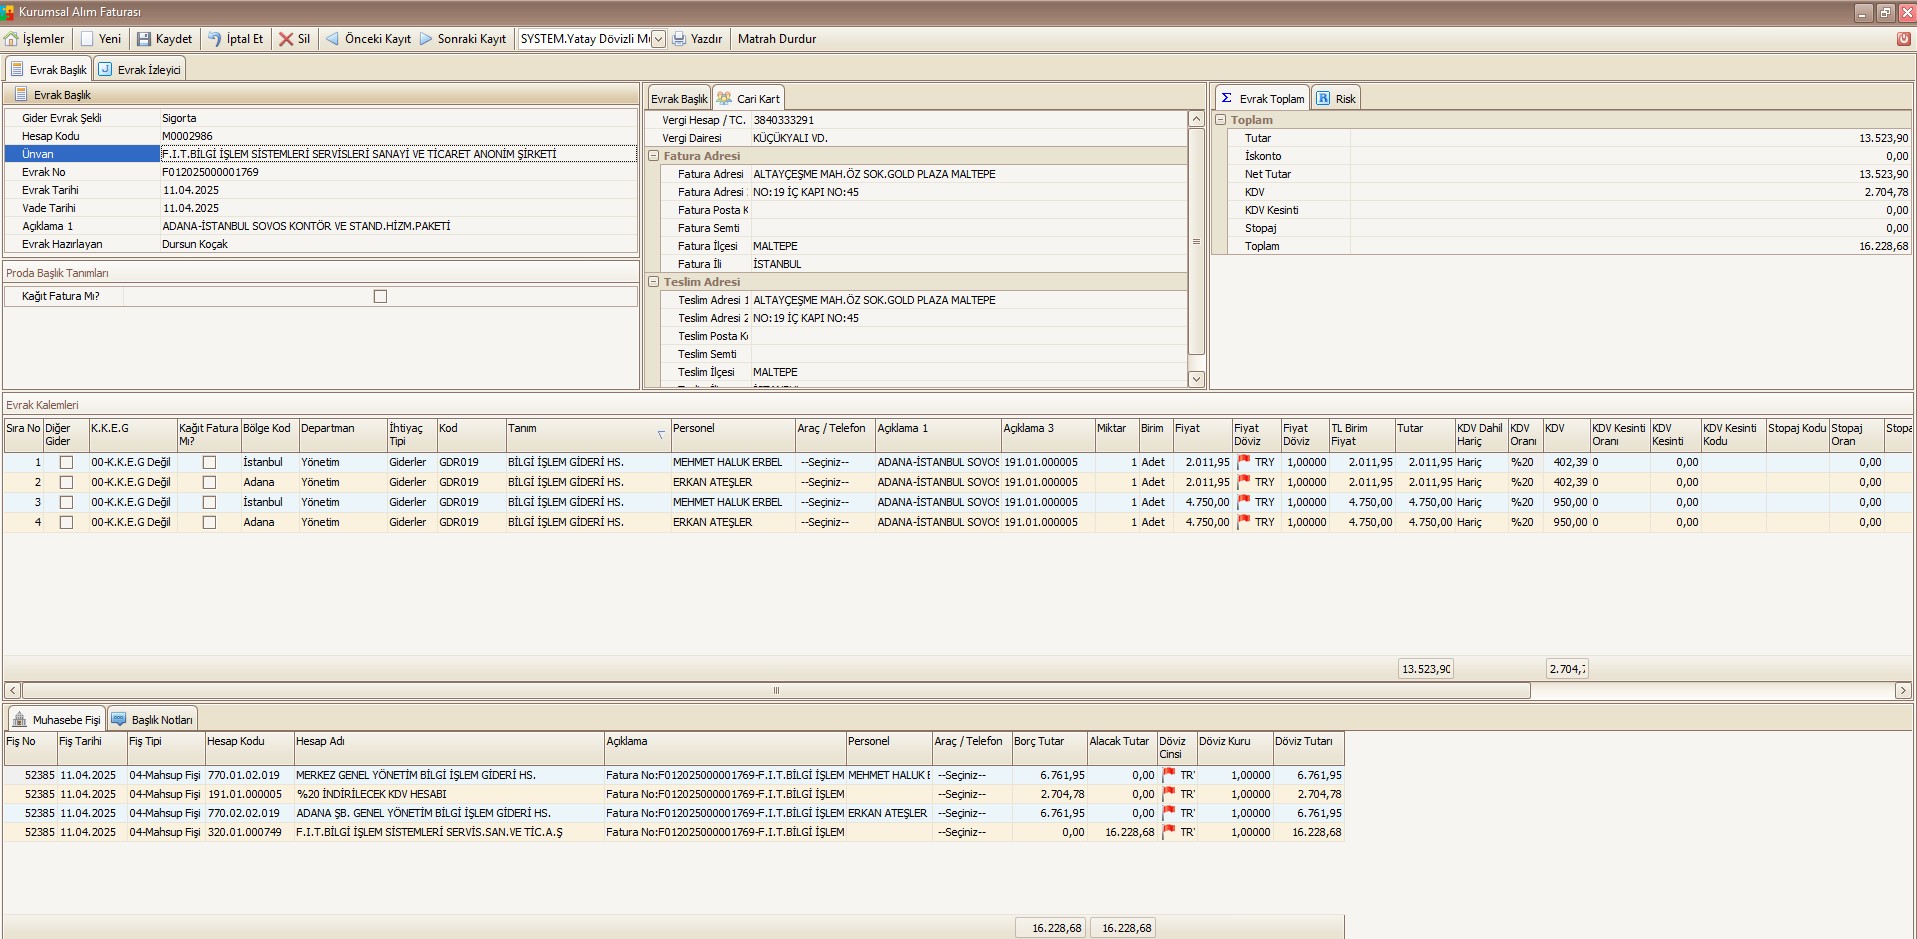 Kurumsal Alım Faturası
İşlemler Yeni Kaydet İptal Et Sil Önceki Kayıt Sonraki Kayıt SYSTEM.Yatay Dövizli Mu Yazdır Matrah Durdur
Evrak Başlık Evrak İzleyici
Evrak Başlık
Gider Evrak Şekli Sigorta
Hesap Kodu M0002986
Ünvan F.I.T.BİLGİ İŞLEM SİSTEMLERİ SERVİSLERİ SANAYİ VE TİCARET ANONİM ŞİRKETİ
Evrak No F012025000001769
Evrak Tarihi 11.04.2025
Vade Tarihi 11.04.2025
Açıklama 1 ADANA-İSTANBUL SOVOS KONTÖR VE STAND.HİZM.PAKETİ
Evrak Hazırlayan Dursun Koçak
Proda Başlık Tanımları
Kağıt Fatura Mı?
Evrak Başlık Cari Kart
Vergi Hesap / TC. 3840333291
Vergi Dairesi KÜÇÜKYALI VD.
Fatura Adresi
Fatura Adresi ALTAYÇEŞME MAH.ÖZ SOK.GOLD PLAZA MALTEPE
Fatura Adresi NO:19 İÇ KAPI NO:45
Fatura Posta K
Fatura Semti
Fatura İlçesi MALTEPE
Fatura İli İSTANBUL
Teslim Adresi
Teslim Adresi 1 ALTAYÇEŞME MAH.ÖZ SOK.GOLD PLAZA MALTEPE
Teslim Adresi 2 NO:19 İÇ KAPI NO:45
Teslim Posta K
Teslim Semti
Teslim İlçesi MALTEPE
Σ Evrak Toplam R Risk
Toplam
Tutar 13.523,90
İskonto 0,00
Net Tutar 13.523,90
KDV 2.704,78
KDV Kesinti 0,00
Stopaj 0,00
Toplam 16.228,68
Evrak Kalemleri
Sıra No Diğer Gider K.K.E.G Kağıt Fatura Mı? Bölge Kod Departman İhtiyaç Tipi Kod Tanım Personel Araç / Telefon Açıklama 1 Açıklama 3 Miktar Birim Fiyat Fiyat Döviz Fiyat Döviz TL Birim Fiyat Tutar KDV Dahil Hariç KDV Oranı KDV KDV Kesinti Oranı KDV Kesinti KDV Kesinti Kodu Stopaj Kodu Stopaj Oran Stopa
1 00-K.K.E.G Değil İstanbul Yönetim Giderler GDR019 BİLGİ İŞLEM GİDERİ HS. MEHMET HALUK ERBEL --Seçiniz-- ADANA-İSTANBUL SOVOS 191.01.000005 1 Adet 2.011,95 TRY 1,00000 2.011,95 2.011,95 Hariç %20 402,39 0 0,00 0,00
2 00-K.K.E.G Değil Adana Yönetim Giderler GDR019 BİLGİ İŞLEM GİDERİ HS. ERKAN ATEŞLER --Seçiniz-- ADANA-İSTANBUL SOVOS 191.01.000005 1 Adet 2.011,95 TRY 1,00000 2.011,95 2.011,95 Hariç %20 402,39 0 0,00 0,00
3 00-K.K.E.G Değil İstanbul Yönetim Giderler GDR019 BİLGİ İŞLEM GİDERİ HS. MEHMET HALUK ERBEL --Seçiniz-- ADANA-İSTANBUL SOVOS 191.01.000005 1 Adet 4.750,00 TRY 1,00000 4.750,00 4.750,00 Hariç %20 950,00 0 0,00 0,00
4 00-K.K.E.G Değil Adana Yönetim Giderler GDR019 BİLGİ İŞLEM GİDERİ HS. ERKAN ATEŞLER --Seçiniz-- ADANA-İSTANBUL SOVOS 191.01.000005 1 Adet 4.750,00 TRY 1,00000 4.750,00 4.750,00 Hariç %20 950,00 0 0,00 0,00
13.523,90 2.704,7
Muhasebe Fişi Başlık Notları
Fiş No Fiş Tarihi Fiş Tipi Hesap Kodu Hesap Adı Açıklama Personel Araç / Telefon Borç Tutar Alacak Tutar Döviz Cinsi Döviz Kuru Döviz Tutarı
52385 11.04.2025 04-Mahsup Fişi 770.01.02.019 MERKEZ GENEL YÖNETİM BİLGİ İŞLEM GİDERİ HS. Fatura No:F012025000001769-F.I.T.BİLGİ İŞLEM MEHMET HALUK E --Seçiniz-- 6.761,95 0,00 TR 1,00000 6.761,95
52385 11.04.2025 04-Mahsup Fişi 191.01.000005 %20 İNDİRİLECEK KDV HESABI Fatura No:F012025000001769-F.I.T.BİLGİ İŞLEM --Seçiniz-- 2.704,78 0,00 TR 1,00000 2.704,78
52385 11.04.2025 04-Mahsup Fişi 770.02.02.019 ADANA ŞB. GENEL YÖNETİM BİLGİ İŞLEM GİDERİ HS. Fatura No:F012025000001769-F.I.T.BİLGİ İŞLEM ERKAN ATEŞLER --Seçiniz-- 6.761,95 0,00 TR 1,00000 6.761,95
52385 11.04.2025 04-Mahsup Fişi 320.01.000749 F.I.T.BİLGİ İŞLEM SİSTEMLERİ SERVİS.SAN.VE TİC.A.Ş Fatura No:F012025000001769-F.I.T.BİLGİ İŞLEM --Seçiniz-- 0,00 16.228,68 TR 1,00000 16.228,68
16.228,68 16.228,68